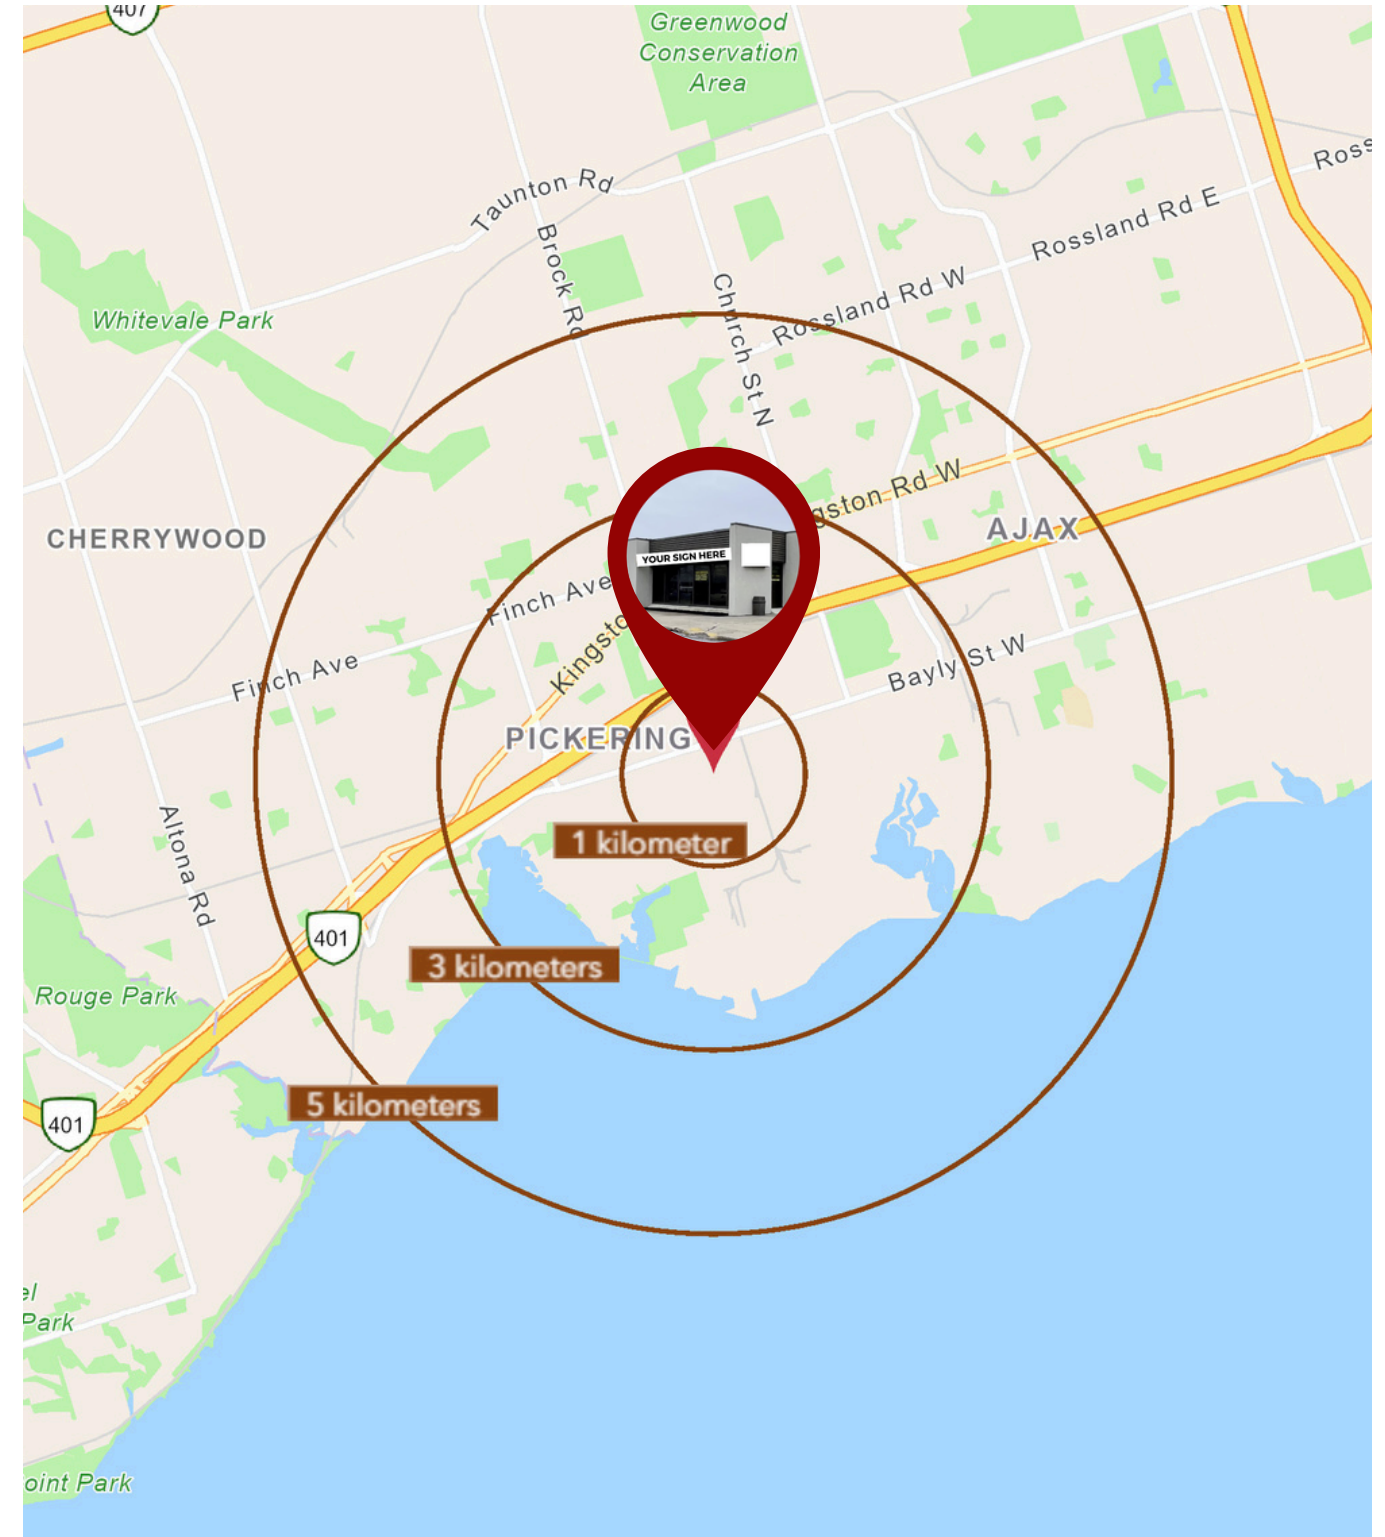 407
Greenwood
Conservation
Area
Ross
Taunton Rd
Rossland Rd E
Brock Rd
Church St N
Rossland Rd W
Whitevale Park
gston Rd W
CHERRYWOOD
AJAX
YOUR SIGN HERE
Finch Ave
Kingsto
Bayly St W
Finch Ave
PICKERING
1 kilometer
Altona Rd
401
3 kilometers
Rouge Park
5 kilometers
401
el
Park
oint Park